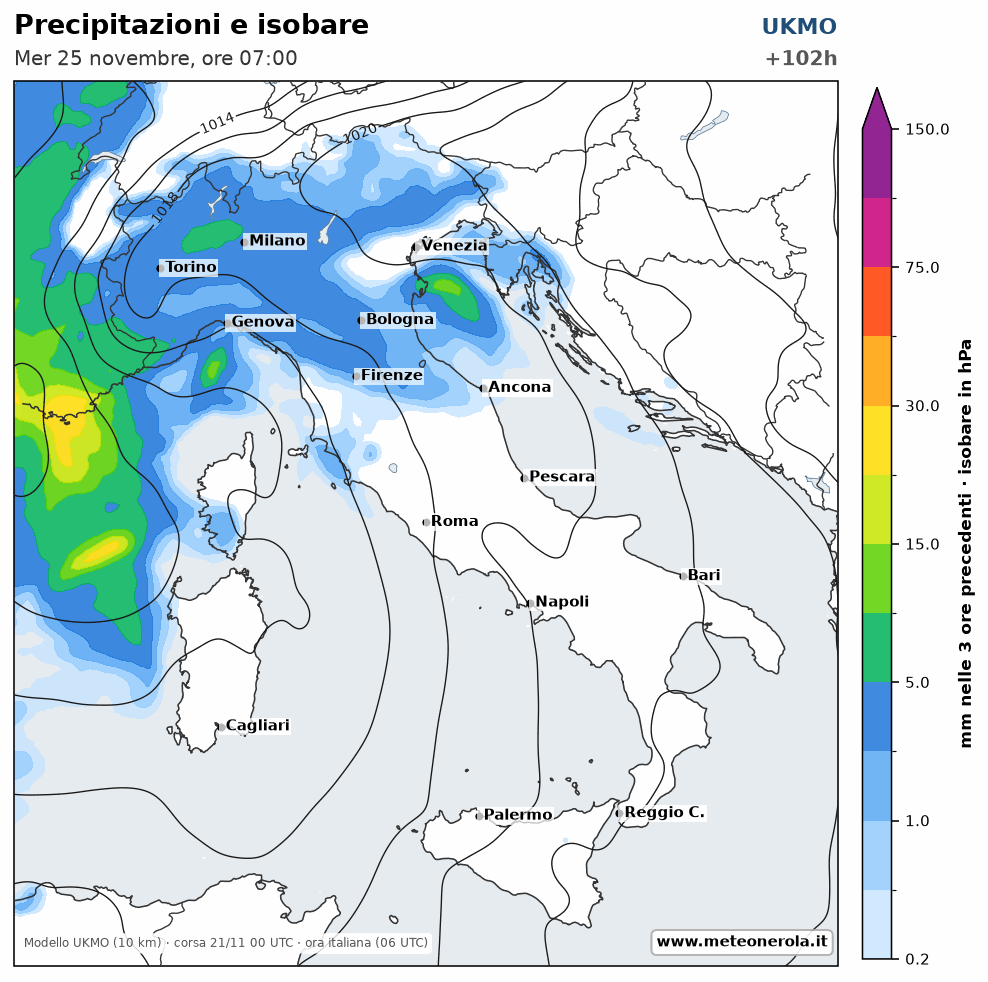 Precipitazioni e isobare
UKMO
Mer 25 novembre, ore 07:00
+102h
1014
1020
1018
Milano
Venezia
Torino
Genova
Bologna
Firenze
Ancona
Pescara
Roma
Bari
Napoli
Cagliari
Palermo
Reggio C.
150.0
75.0
30.0
15.0
5.0
1.0
0.2
mm nelle 3 ore precedenti · isobare in hPa
Modello UKMO (10 km) · corsa 21/11 00 UTC · ora italiana (06 UTC)
www.meteonerola.it